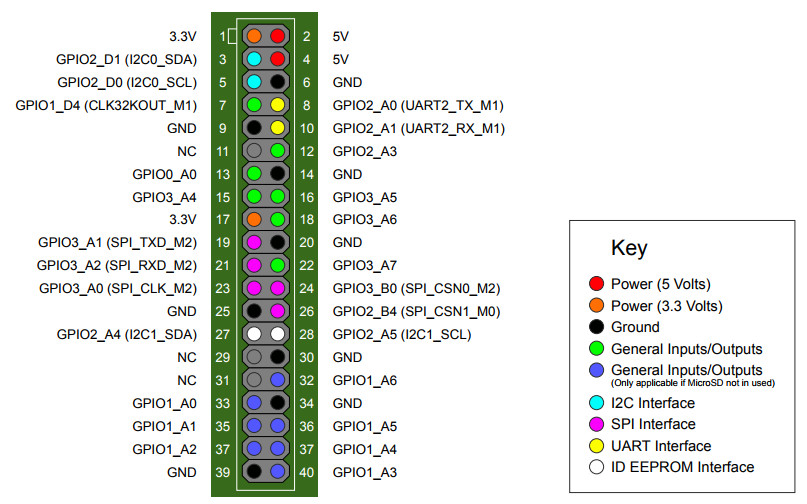 3.3V 1 2 5V
GPIO2_D1 (I2C0_SDA) 3 4 5V
GPIO2_D0 (I2C0_SCL) 5 6 GND
GPIO1_D4 (CLK32KOUT_M1) 7 8 GPIO2_A0 (UART2_TX_M1)
GND 9 10 GPIO2_A1 (UART2_RX_M1)
NC 11 12 GPIO2_A3
GPIO0_A0 13 14 GND
GPIO3_A4 15 16 GPIO3_A5
3.3V 17 18 GPIO3_A6
GPIO3_A1 (SPI_TXD_M2) 19 20 GND
GPIO3_A2 (SPI_RXD_M2) 21 22 GPIO3_A7
GPIO3_A0 (SPI_CLK_M2) 23 24 GPIO3_B0 (SPI_CSN0_M2)
GND 25 26 GPIO2_B4 (SPI_CSN1_M0)
GPIO2_A4 (I2C1_SDA) 27 28 GPIO2_A5 (I2C1_SCL)
NC 29 30 GND
NC 31 32 GPIO1_A6
GPIO1_A0 33 34 GND
GPIO1_A1 35 36 GPIO1_A5
GPIO1_A2 37 37 GPIO1_A4
GND 39 40 GPIO1_A3
Key
Power (5 Volts)
Power (3.3 Volts)
Ground
General Inputs/Outputs
General Inputs/Outputs
(Only applicable if MicroSD not in used)
I2C Interface
SPI Interface
UART Interface
ID EEPROM Interface